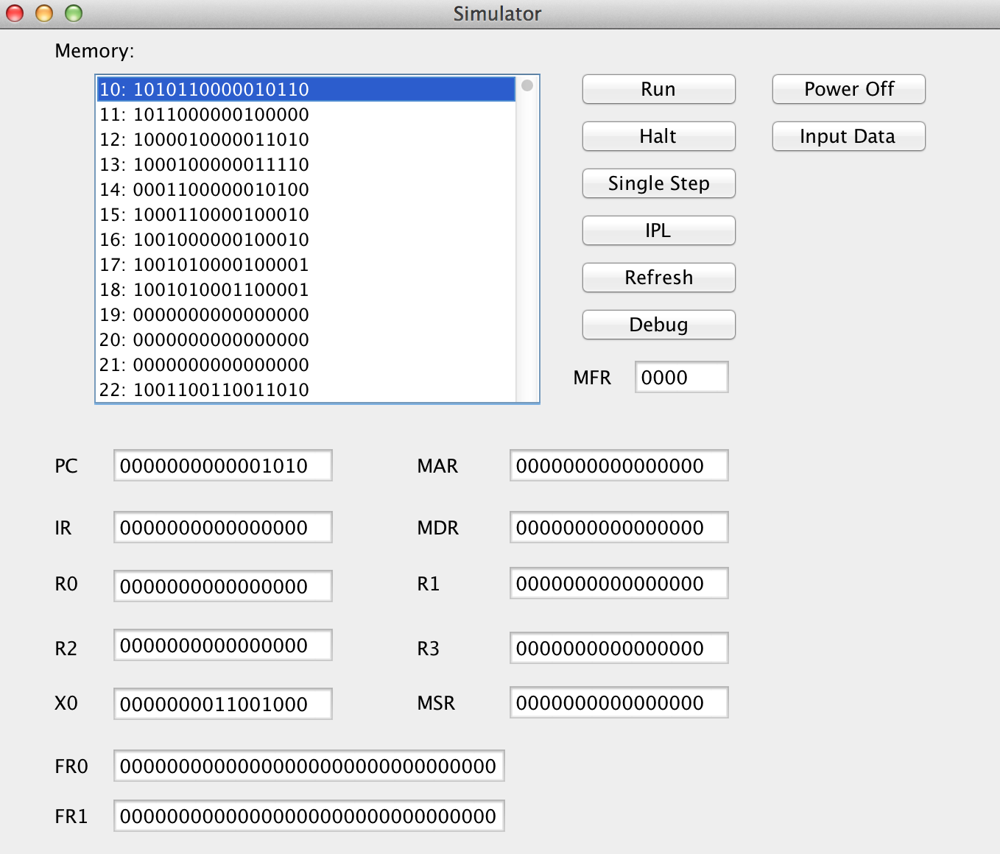 Simulator
Memory:
10: 1010110000010110
11: 1011000000100000
12: 1000010000011010
13: 1000100000011110
14: 0001100000010100
15: 1000110000100010
16: 1001000000100010
17: 1001010000100001
18: 1001010001100001
19: 0000000000000000
20: 0000000000000000
21: 0000000000000000
22: 1001100110011010
Run
Power Off
Halt
Input Data
Single Step
IPL
Refresh
Debug
MFR 0000
PC 0000000000001010
MAR 0000000000000000
IR 0000000000000000
MDR 0000000000000000
R0 0000000000000000
R1 0000000000000000
R2 0000000000000000
R3 0000000000000000
X0 0000000011001000
MSR 0000000000000000
FR0 00000000000000000000000000000000
FR1 00000000000000000000000000000000